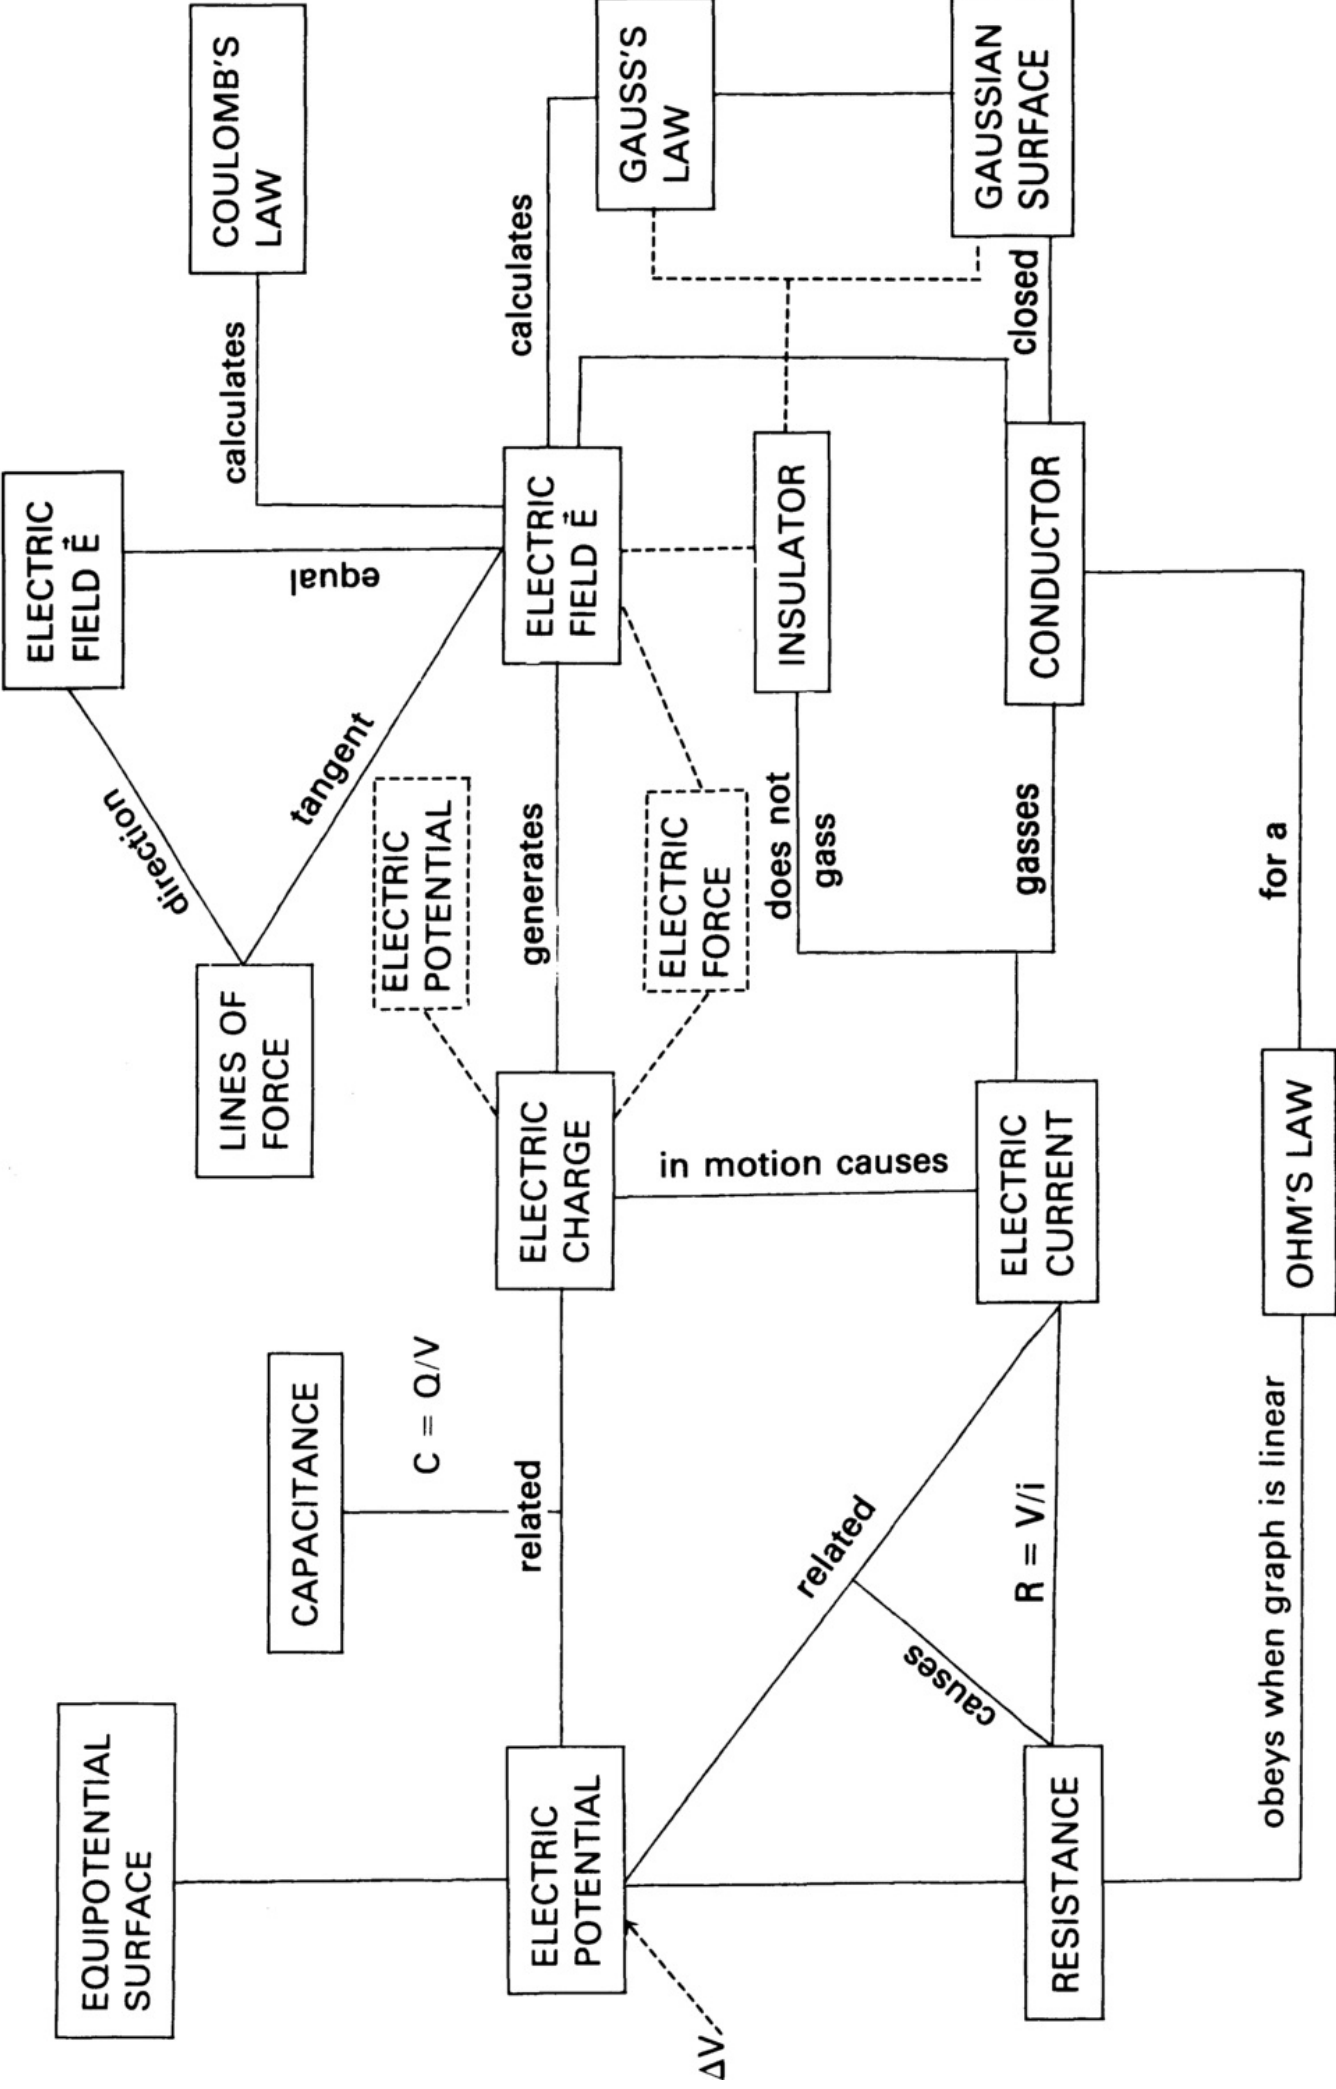 EQUIPOTENTIAL
SURFACE
CAPACITANCE
C = Q/V
LINES OF
FORCE
direction
tangent
ELECTRIC
FIELD E⃗
equal
calculates
COULOMB'S
LAW
ΔV
ELECTRIC
POTENTIAL
related
ELECTRIC
CHARGE
ELECTRIC
POTENTIAL
generates
ELECTRIC
FORCE
ELECTRIC
FIELD E⃗
calculates
GAUSS'S
LAW
related
causes
in motion causes
does not
gass
INSULATOR
RESISTANCE
R = V/i
ELECTRIC
CURRENT
gasses
CONDUCTOR
closed
GAUSSIAN
SURFACE
obeys when graph is linear
OHM'S LAW
for a